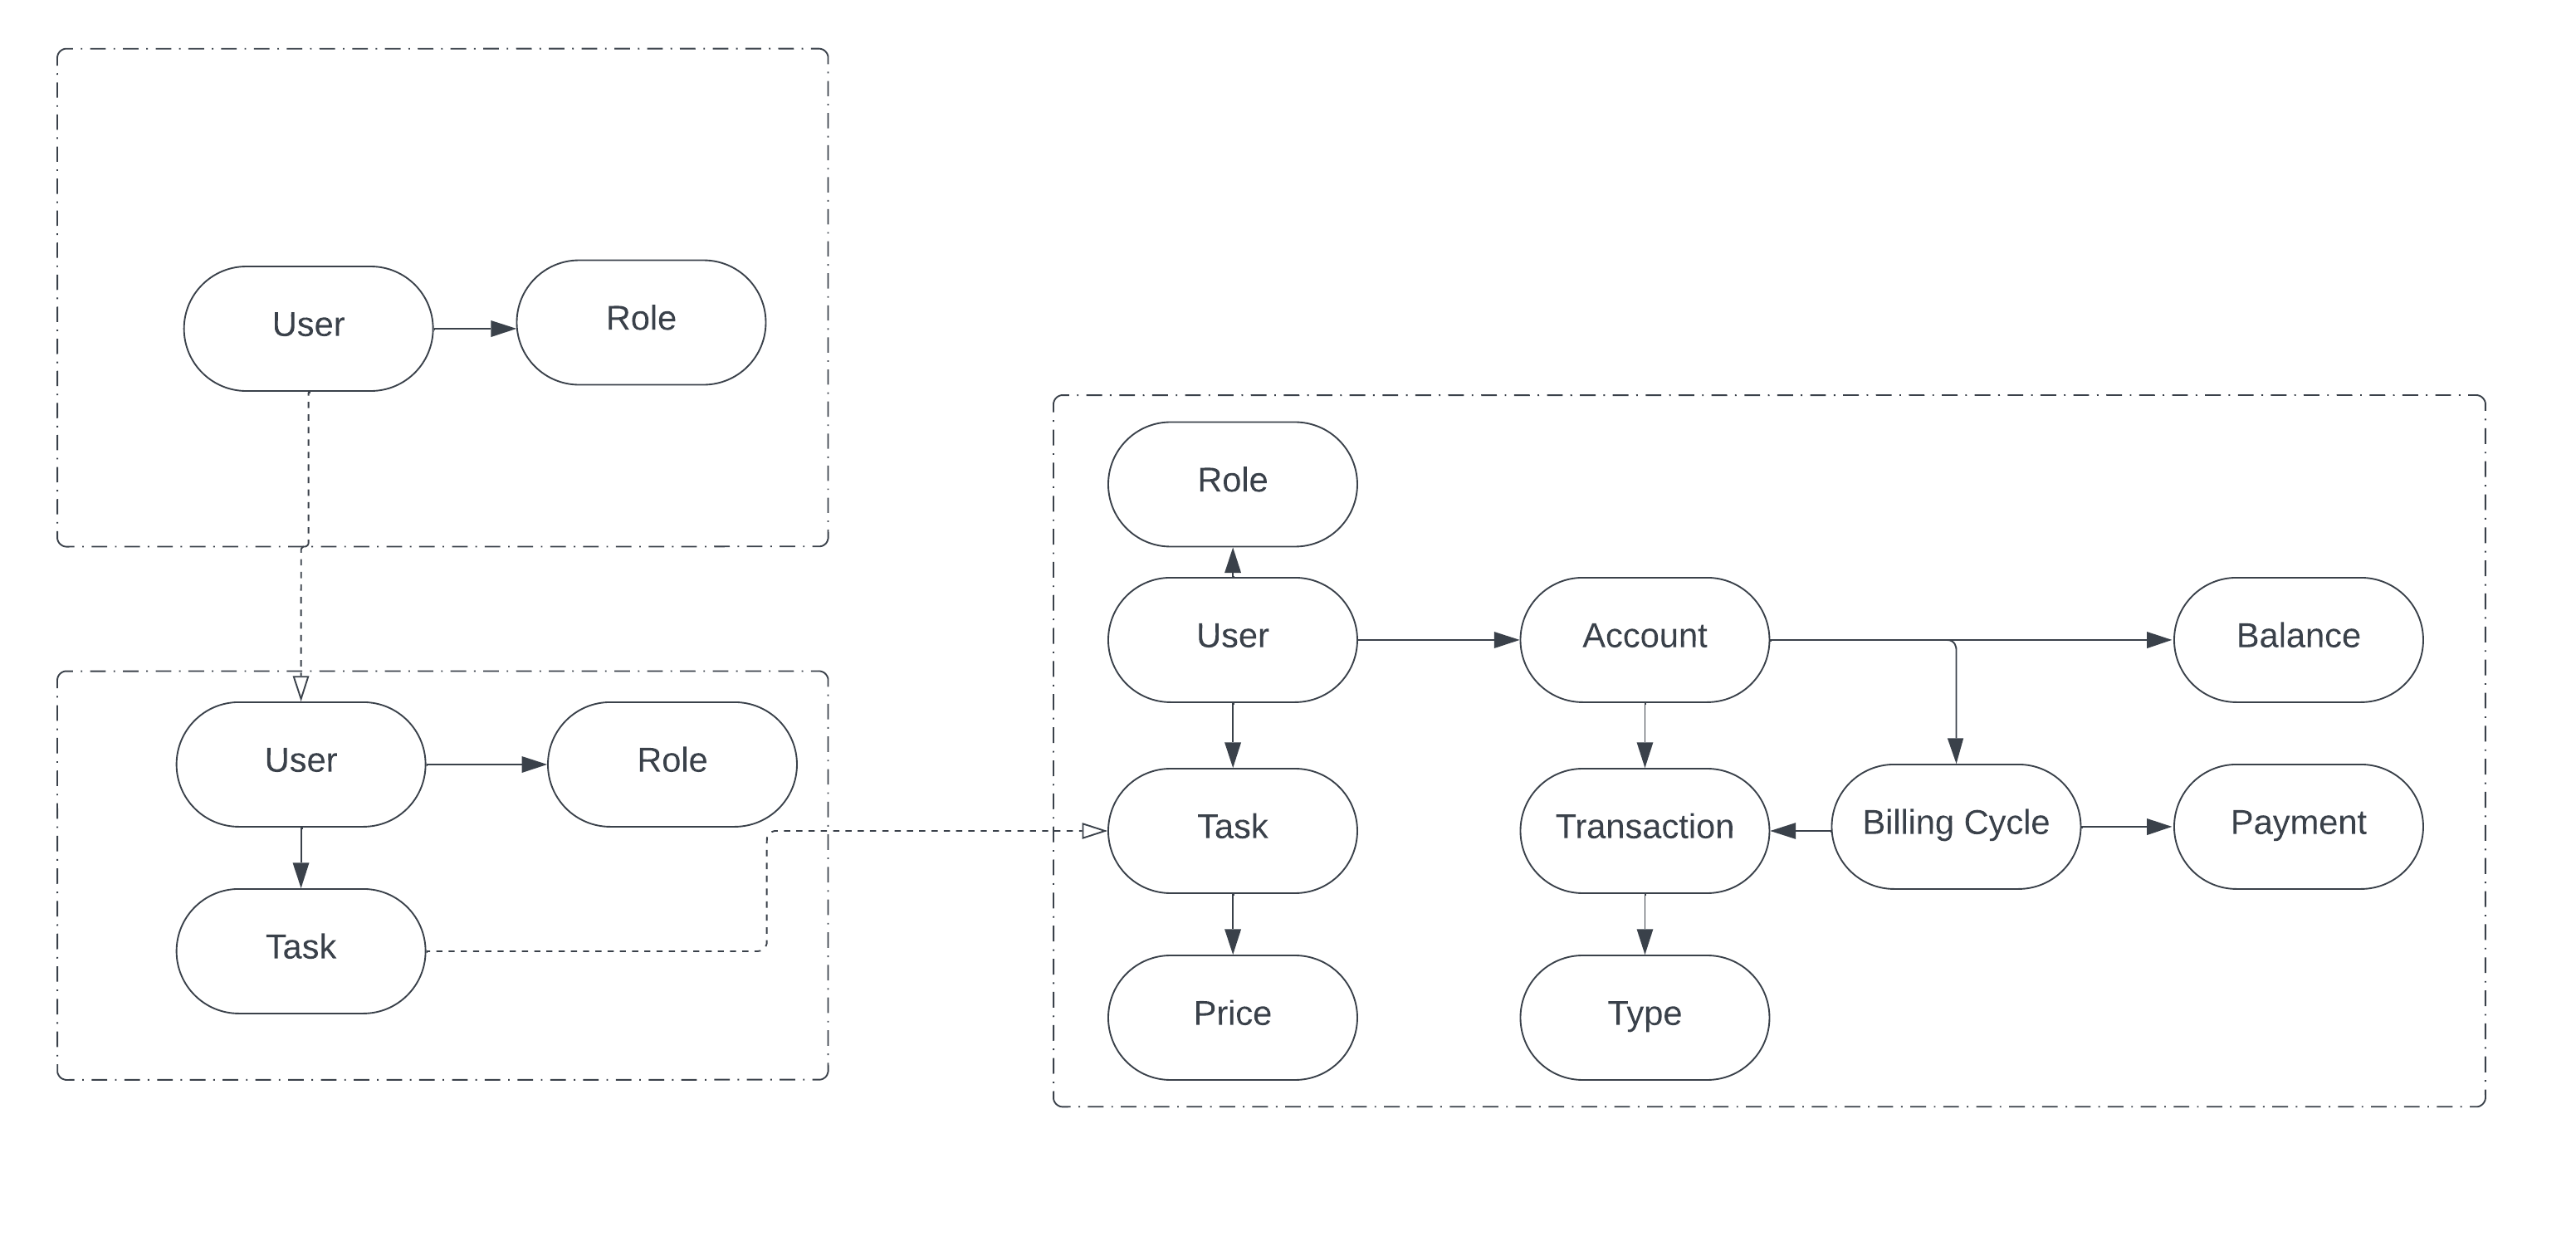 User
Role
User
Role
Task
Role
User
Account
Balance
Task
Transaction
Billing Cycle
Payment
Price
Type